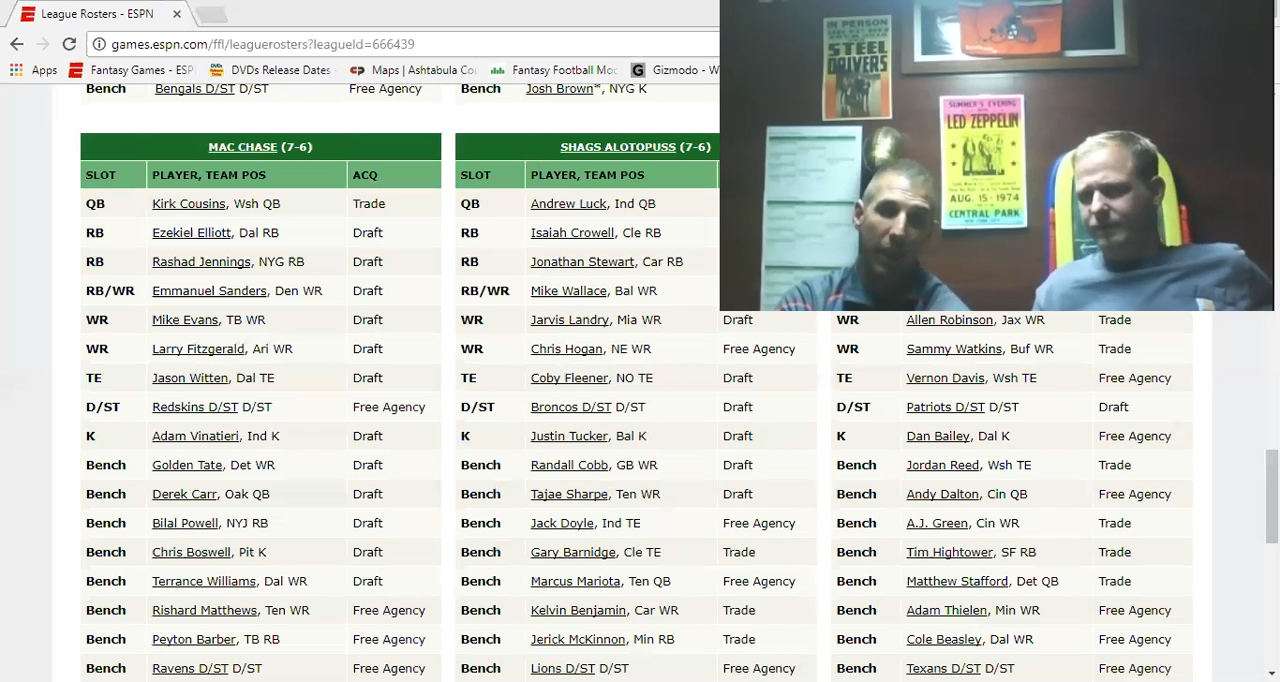 League Rosters - ESPN
games.espn.com/ffl/leaguerosters?leagueId=666439
Apps Fantasy Games - ESP DVDs Release Dates - Maps | Ashtabula Cou Fantasy Football Moc Gizmodo - W
Bench Bengals D/ST D/ST Free Agency Bench Josh Brown*, NYG K
MAC CHASE (7-6) SHAGS ALOTOPUSS (7-6)
SLOT PLAYER, TEAM POS ACQ SLOT PLAYER, TEAM POS
QB Kirk Cousins, Wsh QB Trade QB Andrew Luck, Ind QB
RB Ezekiel Elliott, Dal RB Draft RB Isaiah Crowell, Cle RB
RB Rashad Jennings, NYG RB Draft RB Jonathan Stewart, Car RB
RB/WR Emmanuel Sanders, Den WR Draft RB/WR Mike Wallace, Bal WR
WR Mike Evans, TB WR Draft WR Jarvis Landry, Mia WR Draft WR Allen Robinson, Jax WR Trade
WR Larry Fitzgerald, Ari WR Draft WR Chris Hogan, NE WR Free Agency WR Sammy Watkins, Buf WR Trade
TE Jason Witten, Dal TE Draft TE Coby Fleener, NO TE Draft TE Vernon Davis, Wsh TE Free Agency
D/ST Redskins D/ST D/ST Free Agency D/ST Broncos D/ST D/ST Draft D/ST Patriots D/ST D/ST Draft
K Adam Vinatieri, Ind K Draft K Justin Tucker, Bal K Draft K Dan Bailey, Dal K Free Agency
Bench Golden Tate, Det WR Draft Bench Randall Cobb, GB WR Draft Bench Jordan Reed, Wsh TE Trade
Bench Derek Carr, Oak QB Draft Bench Tajae Sharpe, Ten WR Draft Bench Andy Dalton, Cin QB Free Agency
Bench Bilal Powell, NYJ RB Draft Bench Jack Doyle, Ind TE Free Agency Bench A.J. Green, Cin WR Trade
Bench Chris Boswell, Pit K Draft Bench Gary Barnidge, Cle TE Trade Bench Tim Hightower, SF RB Trade
Bench Terrance Williams, Dal WR Draft Bench Marcus Mariota, Ten QB Free Agency Bench Matthew Stafford, Det QB Trade
Bench Rishard Matthews, Ten WR Free Agency Bench Kelvin Benjamin, Car WR Trade Bench Adam Thielen, Min WR Free Agency
Bench Peyton Barber, TB RB Free Agency Bench Jerick McKinnon, Min RB Trade Bench Cole Beasley, Dal WR Free Agency
Bench Ravens D/ST D/ST Free Agency Bench Lions D/ST D/ST Free Agency Bench Texans D/ST D/ST Free Agency
IN PERSON
STEEL
DRIVERS
SUMMER'S EVENING
WITH
LED ZEPPELIN
AUG. 15 - 1974
CENTRAL PARK